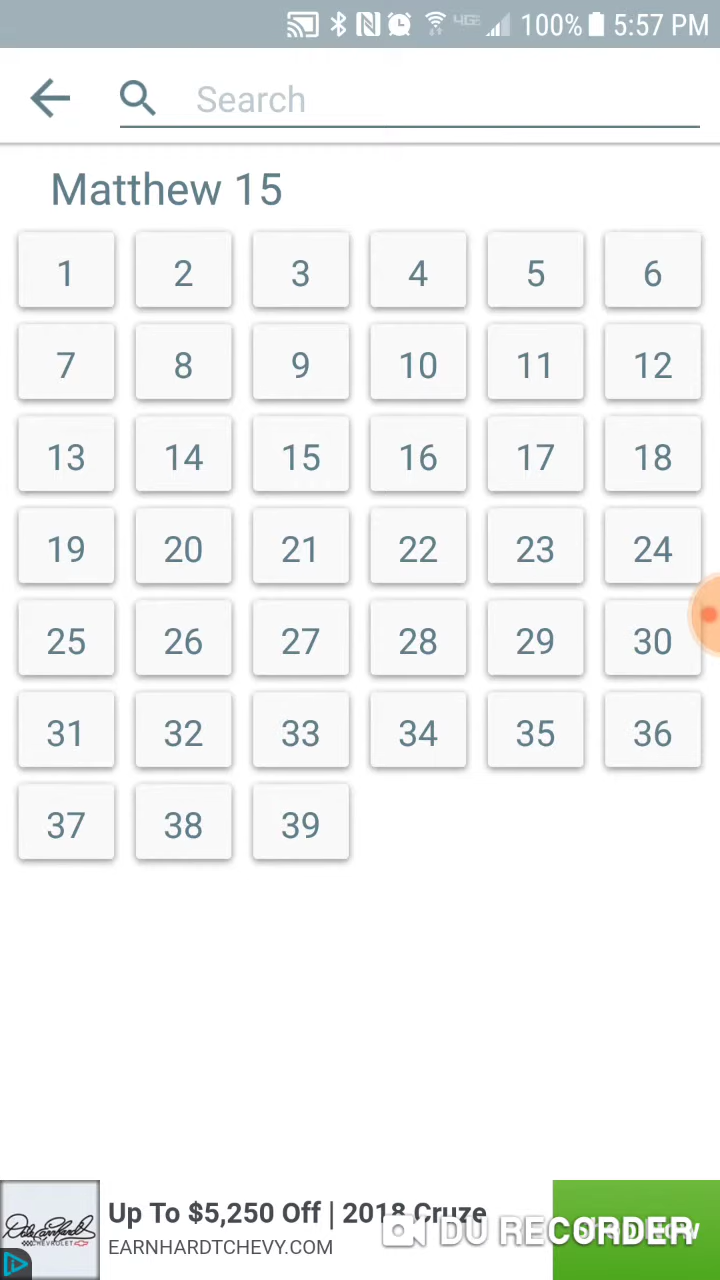 4GE 100% 5:57 PM
Search
Matthew 15
1 2 3 4 5 6
7 8 9 10 11 12
13 14 15 16 17 18
19 20 21 22 23 24
25 26 27 28 29 30
31 32 33 34 35 36
37 38 39
Up To $5,250 Off | 2018 Cruze
EARNHARDTCHEVY.COM
CHEVROLET
DU RECORDER